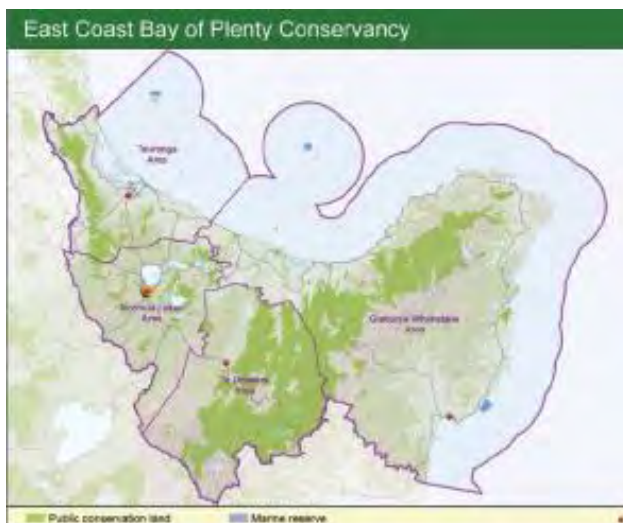 East Coast Bay of Plenty Conservancy
Tauranga
Area
Rotorua Lakes
Area
Gisborne Whakatane
Area
Te Urewera
Area
Public conservation land
Marine reserve